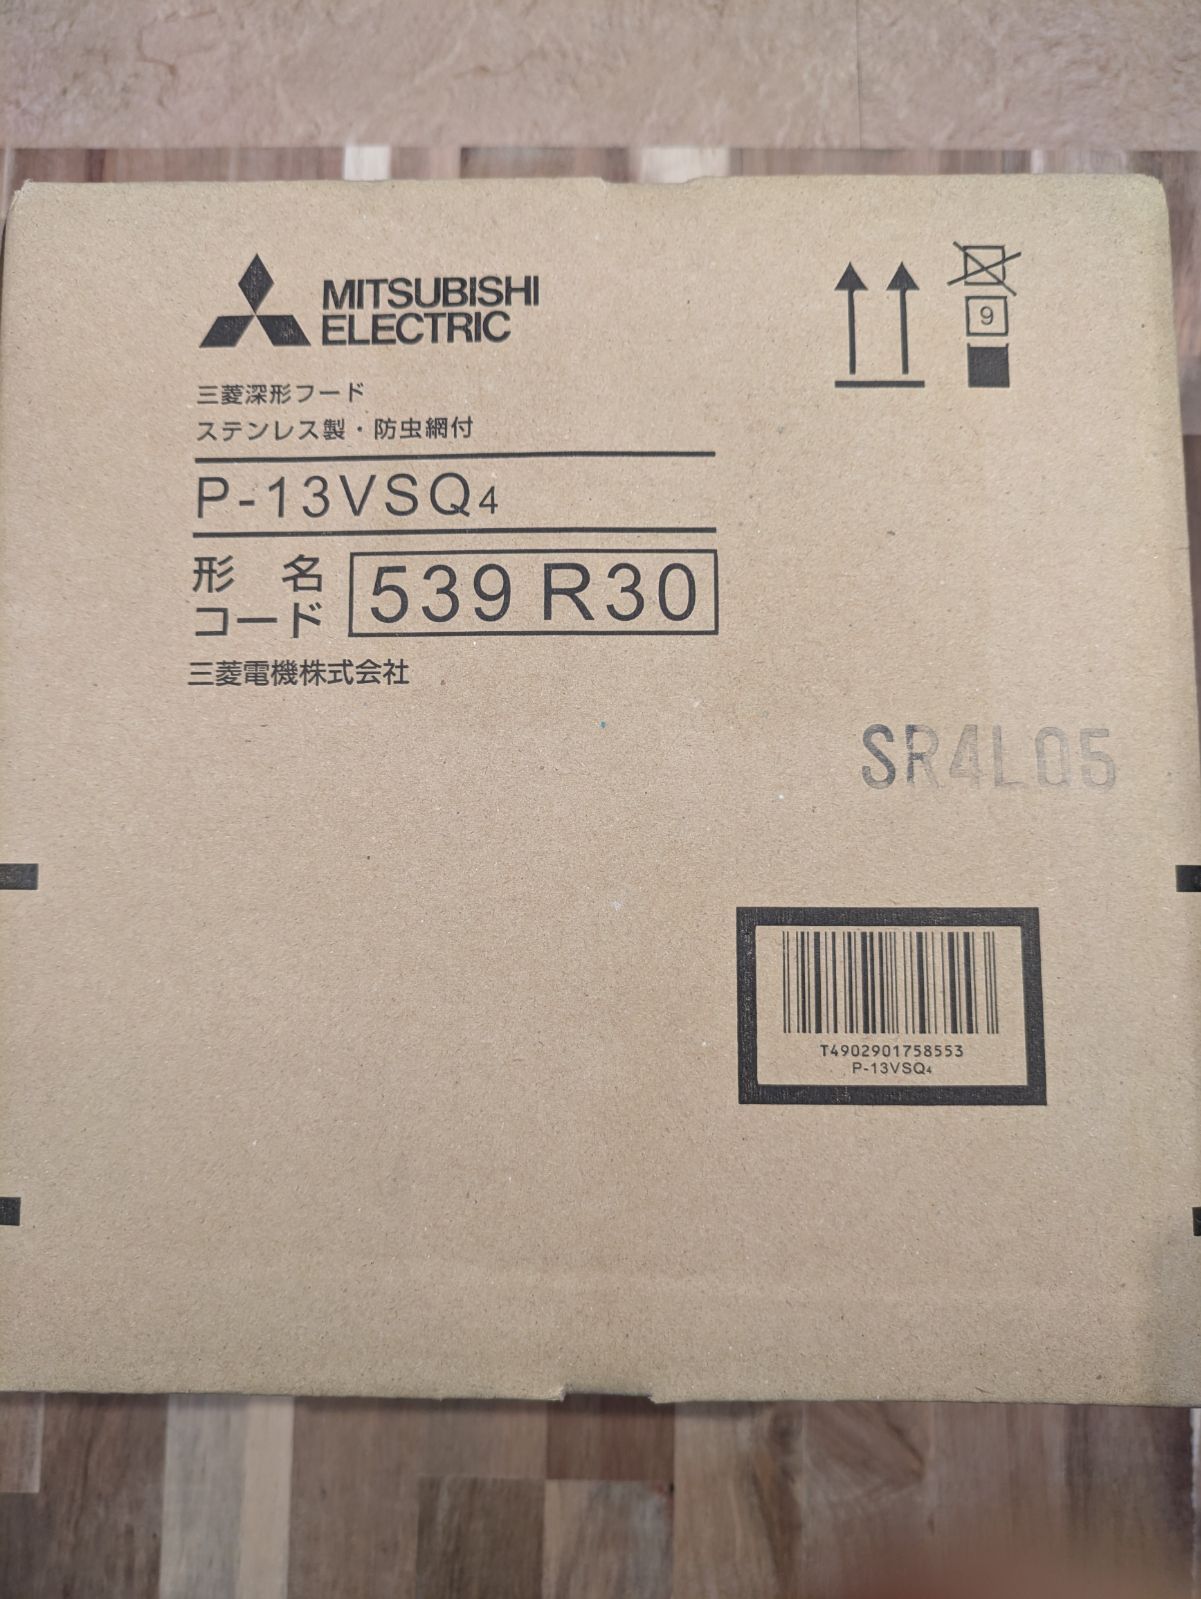 MITSUBISHI
ELECTRIC
9
三菱深形フード
ステンレス製・防虫網付
P-13VSQ4
形名
コード
539 R30
三菱電機株式会社
SR4L05
T4902901758553
P-13VSQ4